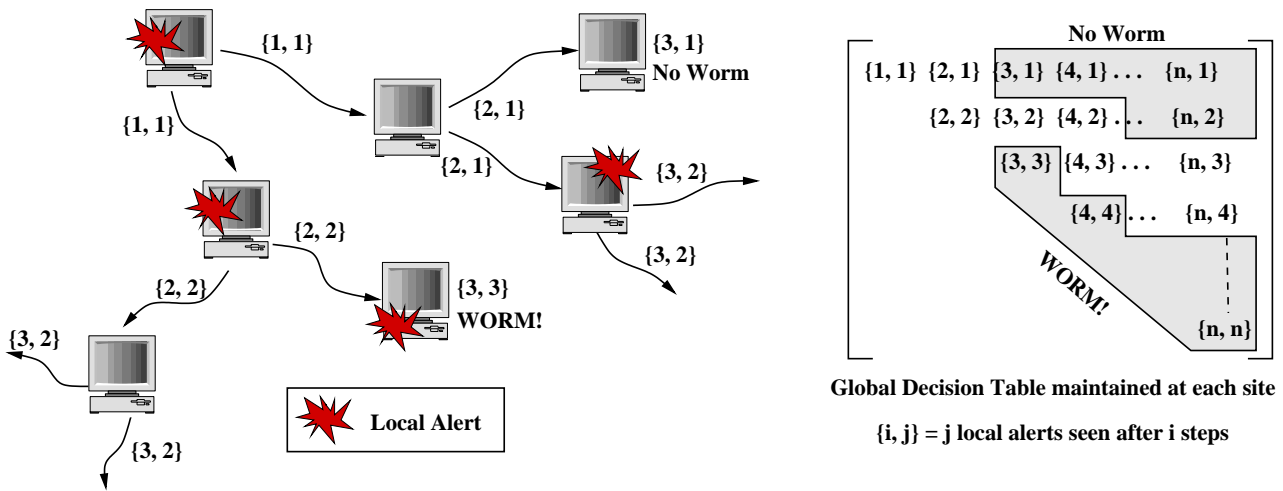 {1, 1}
{1, 1}
{2, 1}
{3, 1}
No Worm
{2, 1}
{3, 2}
{3, 2}
{2, 2}
{3, 3}
WORM!
{2, 2}
{3, 2}
{3, 2}
Local Alert
No Worm
{1, 1} {2, 1} {3, 1} {4, 1} . . . {n, 1}
{2, 2} {3, 2} {4, 2} . . . {n, 2}
{3, 3} {4, 3} . . . {n, 3}
{4, 4} . . . {n, 4}
WORM!
{n, n}
Global Decision Table maintained at each site
{i, j} = j local alerts seen after i steps